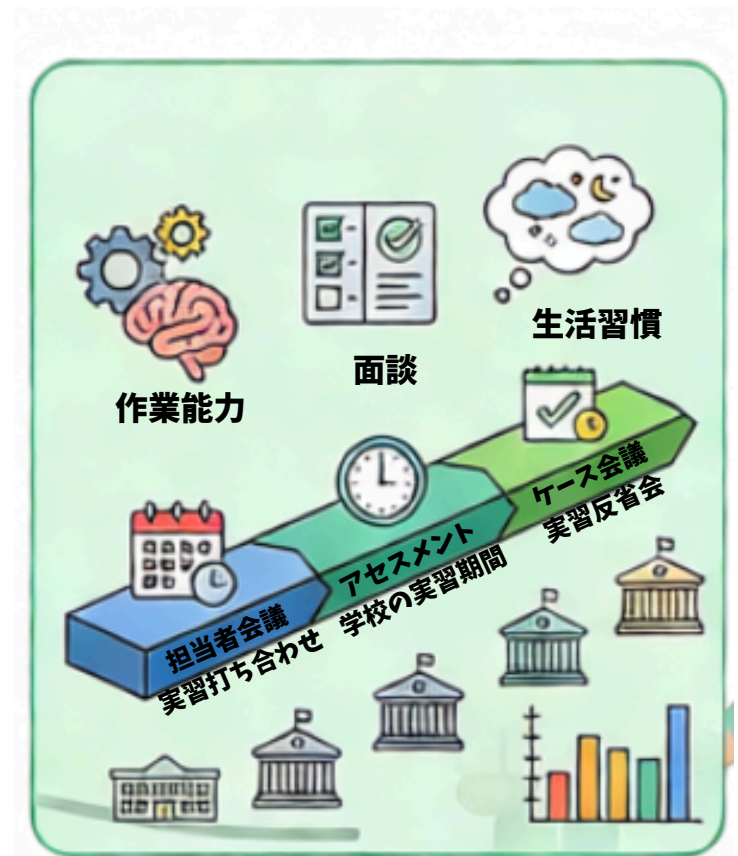 生活習慣
面談
作業能力
担当者会議
実習打ち合わせ
アセスメント
学校の実習期間
ケース会議
実習反省会